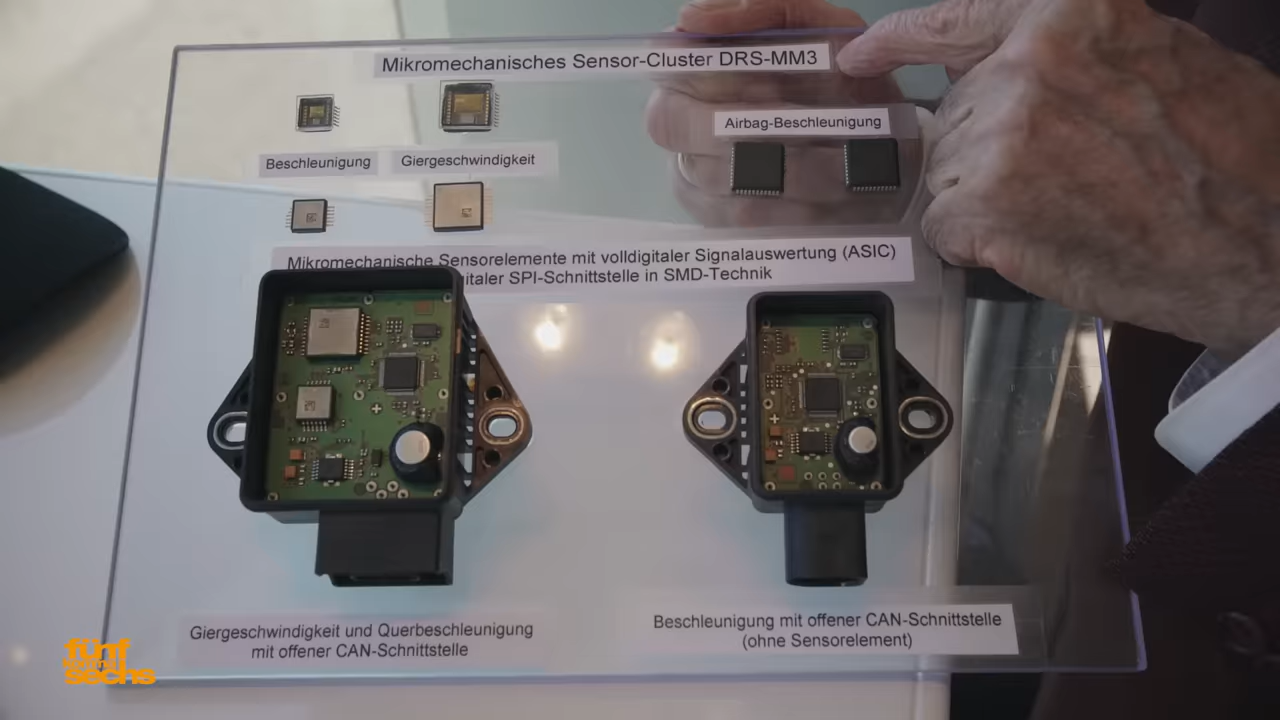 Mikromechanisches Sensor-Cluster DRS-MM3
Airbag-Beschleunigung
Beschleunigung
Giergeschwindigkeit
Mikromechanische Sensorelemente mit volldigitaler Signalauswertung (ASIC)
italer SPI-Schnittstelle in SMD-Technik
Giergeschwindigkeit und Querbeschleunigung
mit offener CAN-Schnittstelle
Beschleunigung mit offener CAN-Schnittstelle
(ohne Sensorelement)
fünf
sechs